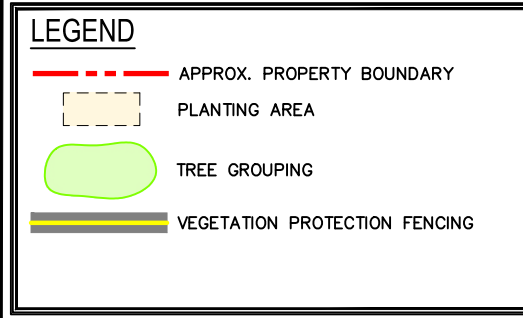 LEGEND
APPROX. PROPERTY BOUNDARY
PLANTING AREA
TREE GROUPING
VEGETATION PROTECTION FENCING